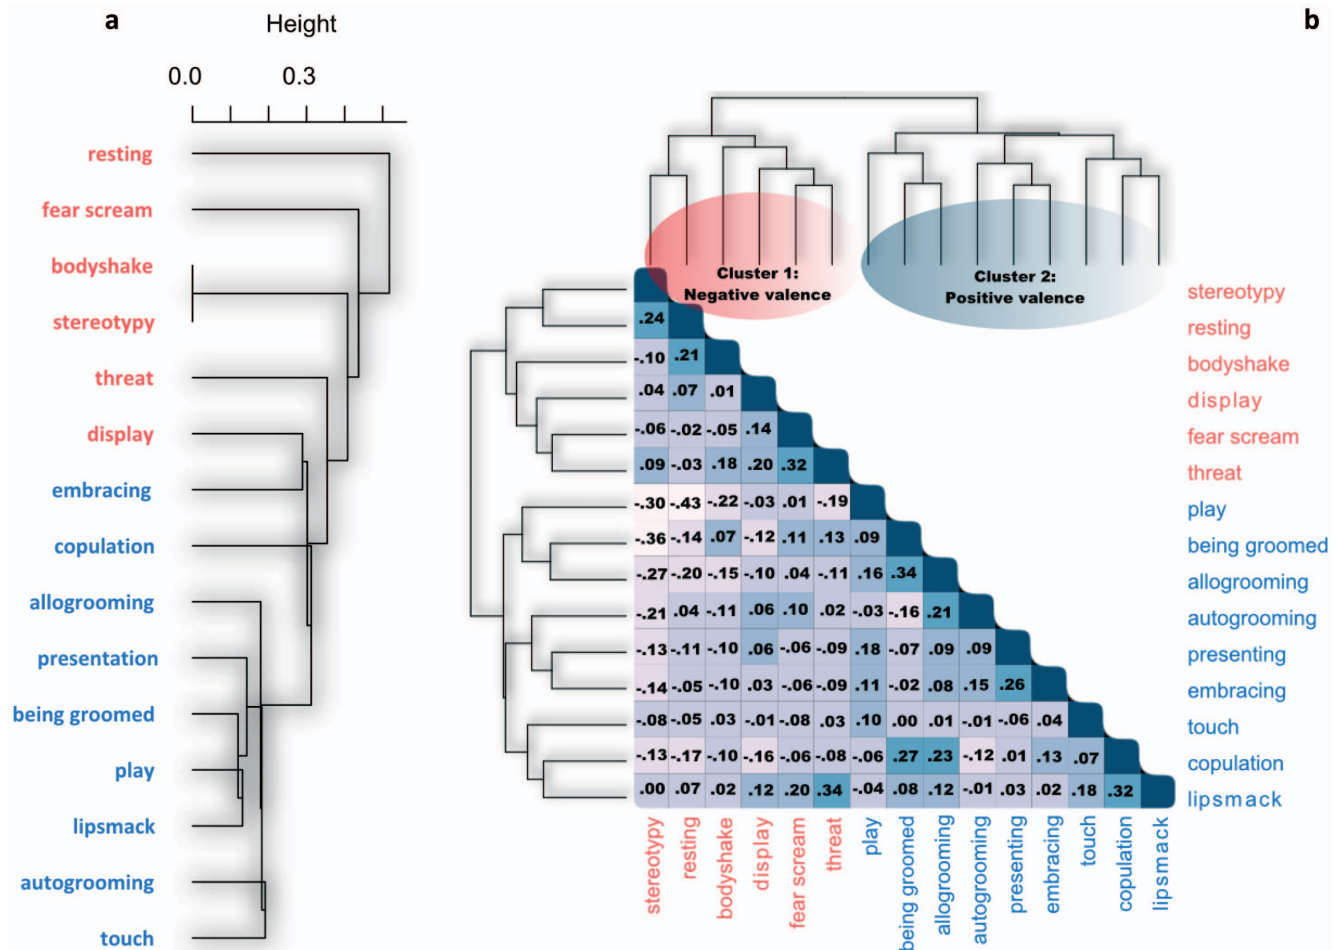 a
Height
0.0 0.3
resting
fear scream
bodyshake
stereotypy
threat
display
embracing
copulation
allogrooming
presentation
being groomed
play
lipsmack
autogrooming
touch
b
Cluster 1:
Negative valence
Cluster 2:
Positive valence
stereotypy
.24 resting
-.10 .21 bodyshake
.04 .07 .01 display
-.06 -.02 -.05 .14 fear scream
.09 -.03 .18 .20 .32 threat
-.30 -.43 -.22 -.03 .01 -.19 play
-.36 -.14 .07 -.12 .11 .13 .09 being groomed
-.27 -.20 -.15 -.10 .04 -.11 .16 .34 allogrooming
-.21 .04 -.11 .06 .10 .02 -.03 -.16 .21 autogrooming
-.13 -.11 -.10 .06 -.06 -.09 .18 -.07 .09 .09 presenting
-.14 -.05 -.10 .03 -.06 -.09 .11 -.02 .08 .15 .26 embracing
-.08 -.05 .03 -.01 -.08 .03 .10 .00 .01 -.01 -.06 .04 touch
-.13 -.17 -.10 -.16 -.06 -.08 -.06 .27 .23 -.12 .01 .13 .07 copulation
.00 .07 .02 .12 .20 .34 -.04 .08 .12 -.01 .03 .02 .18 .32 lipsmack
stereotypy
resting
bodyshake
display
fear scream
threat
play
being groomed
allogrooming
autogrooming
presenting
embracing
touch
copulation
lipsmack